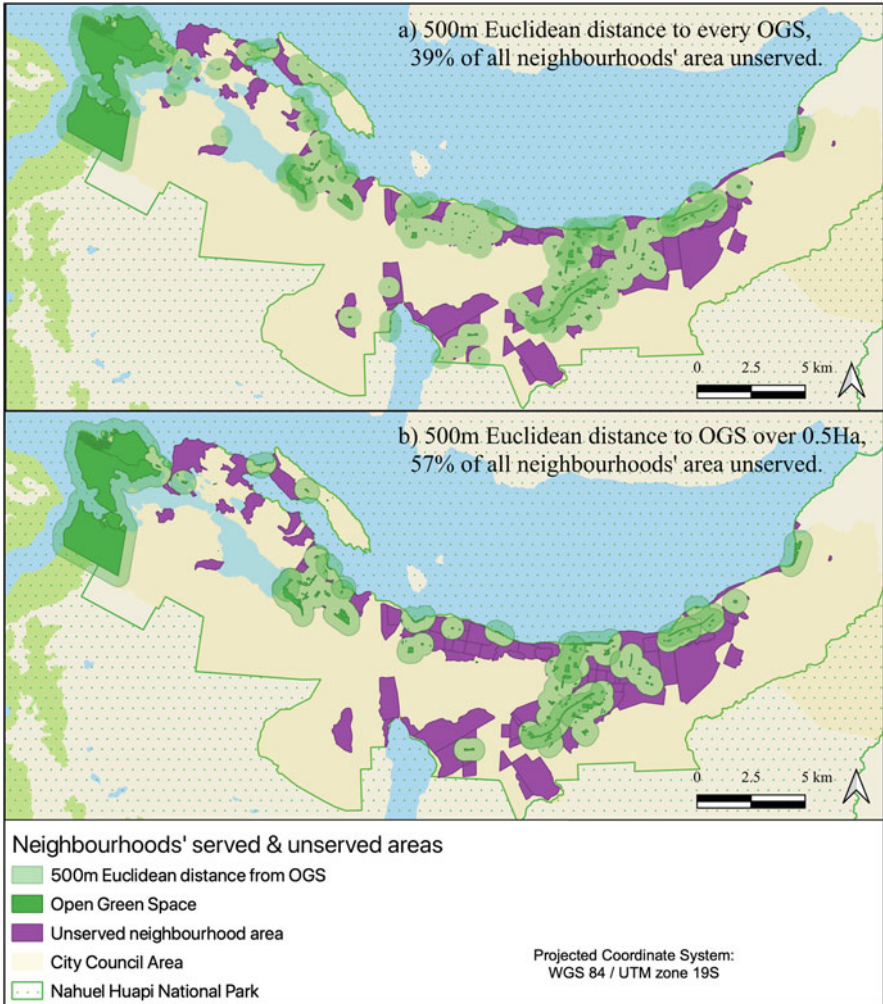 a) 500m Euclidean distance to every OGS,
39% of all neighbourhoods' area unserved.
0 2.5 5 km
b) 500m Euclidean distance to OGS over 0.5Ha,
57% of all neighbourhoods' area unserved.
0 2.5 5 km
Neighbourhoods' served & unserved areas
500m Euclidean distance from OGS
Open Green Space
Unserved neighbourhood area
City Council Area
Nahuel Huapi National Park
Projected Coordinate System:
WGS 84 / UTM zone 19S